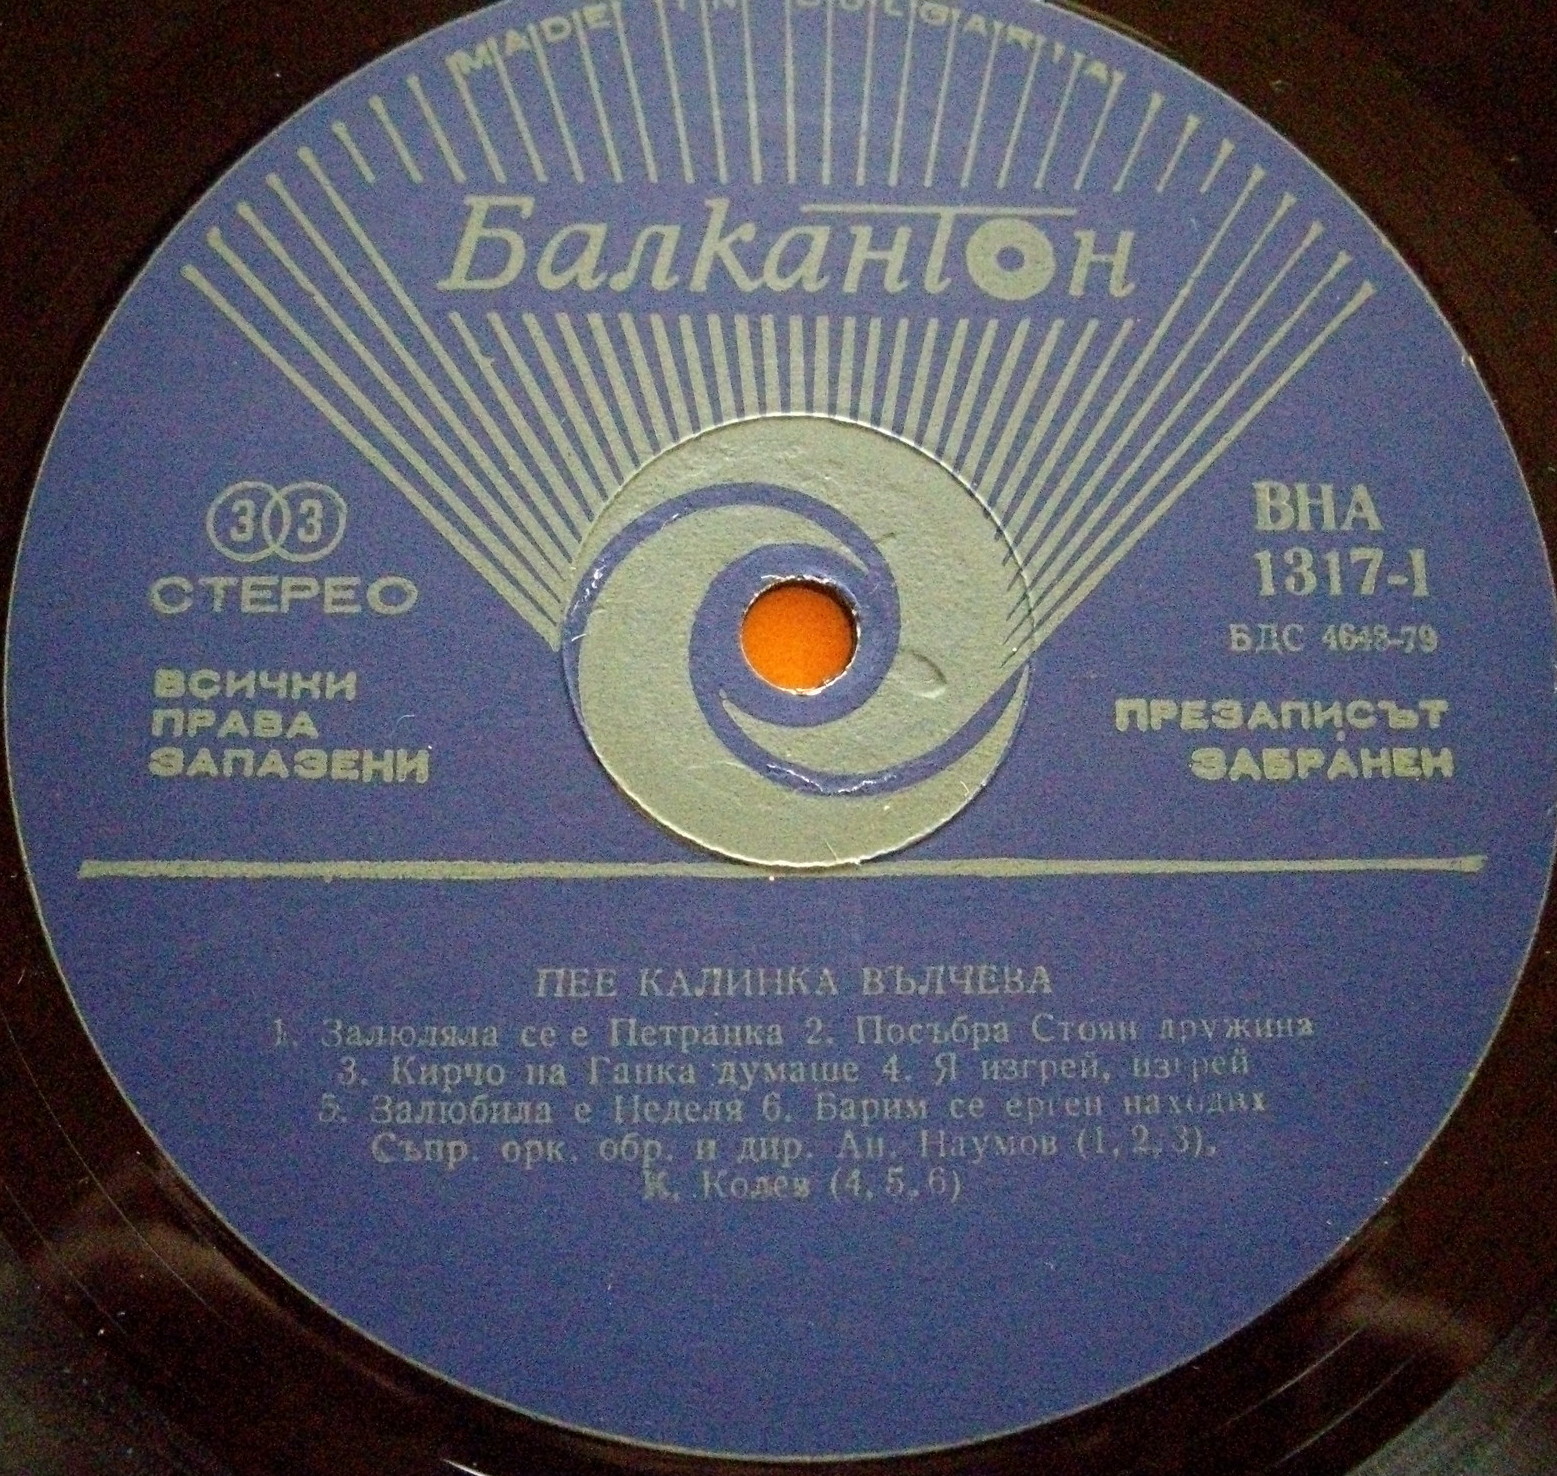 MADE IN BULGARIA
Балкантон
33
СТЕРЕО
ВСИЧКИ
ПРАВА
ЗАПАЗЕНИ
ВНА
1317-I
БДС 4648-79
ПРЕЗАПИСЪТ
ЗАБРАНЕН
ПЕЕ КАЛИНКА ВЪЛЧЕВА
1. Залюляла се е Петранка 2. Посъбра Стоян дружина
3. Кирчо на Ганка думаше 4. Я изгрей, изгрей
5. Залюбила е Неделя 6. Барим се ерген находих
Съпр. орк. обр. и дир. Ан. Наумов (1, 2, 3),
К. Колев (4, 5, 6)